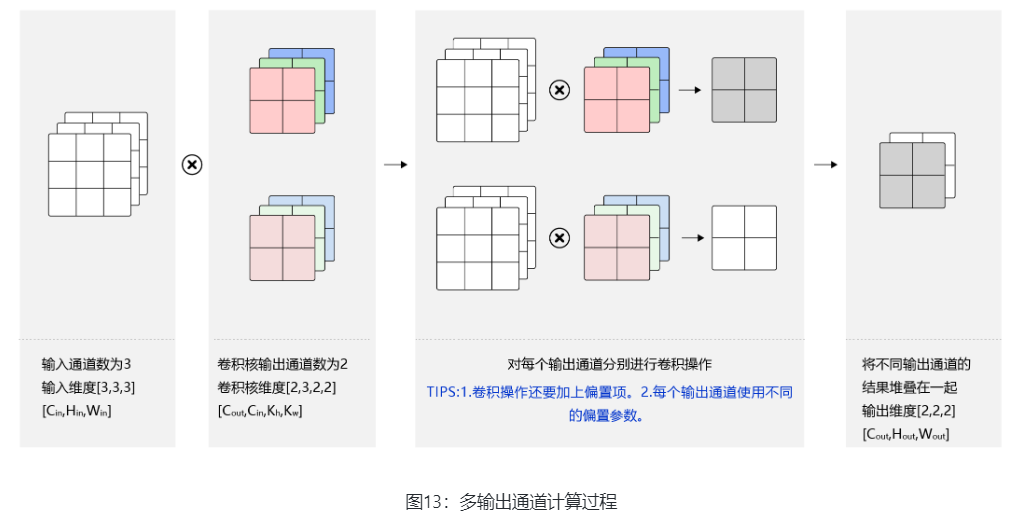 输入通道数为3
输入维度[3,3,3]
[Cin,Hin,Win]
卷积核输出通道数为2
卷积核维度[2,3,2,2]
[Cout,Cin,Kh,Kw]
对每个输出通道分别进行卷积操作
TIPS:1.卷积操作还要加上偏置项。2.每个输出通道使用不同
的偏置参数。
将不同输出通道的
结果堆叠在一起
输出维度[2,2,2]
[Cout,Hout,Wout]
图13：多输出通道计算过程